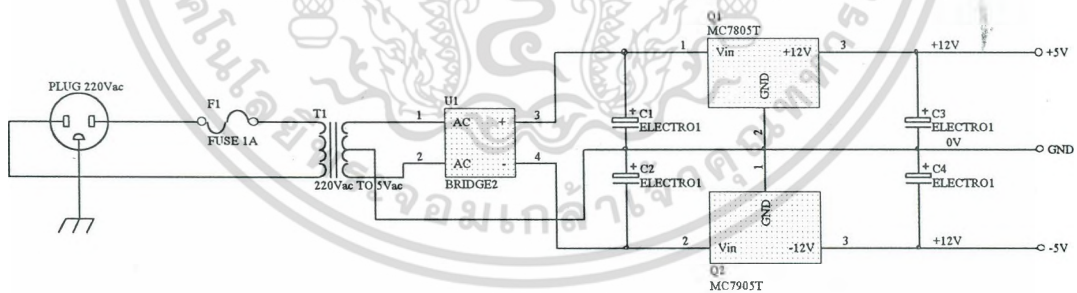 Q1
MC7805T
1
Vin
+12V
3
GND
2
+12V
+5V
PLUG 220Vac
F1
FUSE 1A
T1
220Vac TO 5Vac
U1
1
AC
+
3
2
AC
-
4
BRIDGE2
+ C1
ELECTRO1
+ C3
ELECTRO1
0V
GND
+ C2
ELECTRO1
+ C4
ELECTRO1
1
GND
2
Vin
-12V
3
+12V
-5V
Q2
MC7905T